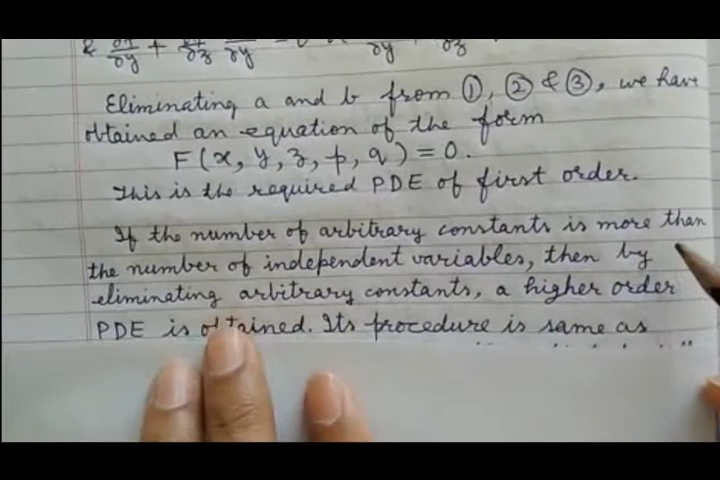 & ∂f/∂y + ∂f/∂z ∂y
∂y ∂z
Eliminating a and b from ①, ② & ③, we have
obtained an equation of the form
F(x, y, z, p, q) = 0.
This is the required PDE of first order.
If the number of arbitrary constants is more than
the number of independent variables, then by
eliminating arbitrary constants, a higher order
PDE is obtained. Its procedure is same as